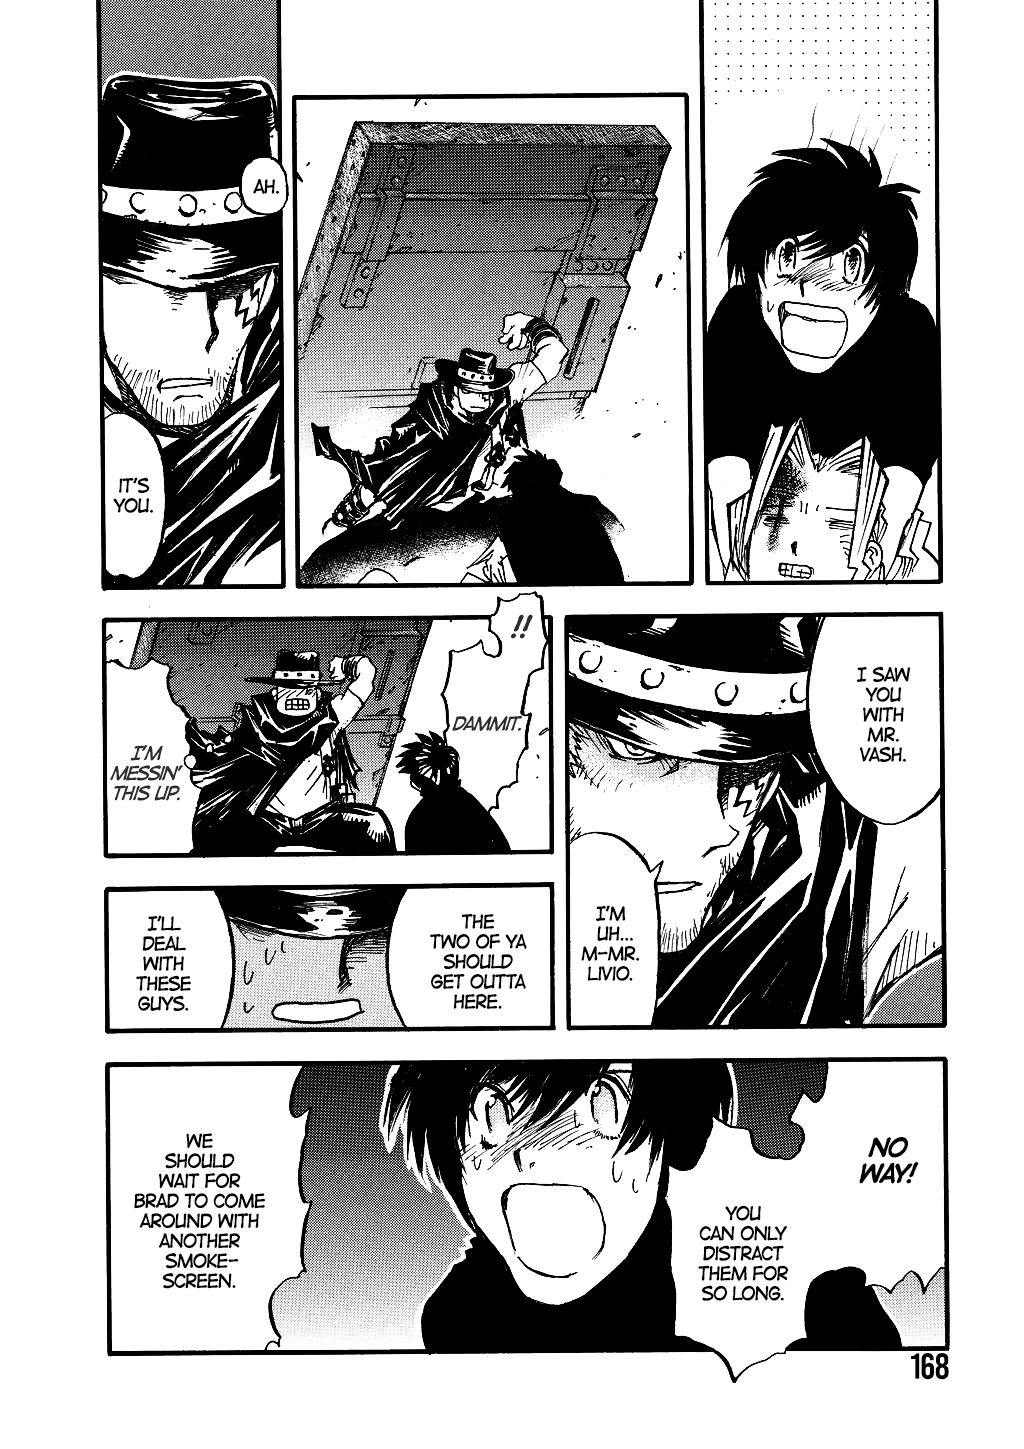 AH.
IT'S
YOU.
I SAW
YOU
WITH
MR.
VASH.
I'M
UH...
M-MR.
LIVIO.
!!
DAMMIT.
I'M
MESSIN'
THIS UP.
THE
TWO OF YA
SHOULD
GET OUTTA
HERE.
I'LL
DEAL
WITH
THESE
GUYS.
NO
WAY!
YOU
CAN ONLY
DISTRACT
THEM FOR
SO LONG.
WE
SHOULD
WAIT FOR
BRAD TO COME
AROUND WITH
ANOTHER
SMOKE-
SCREEN.
168